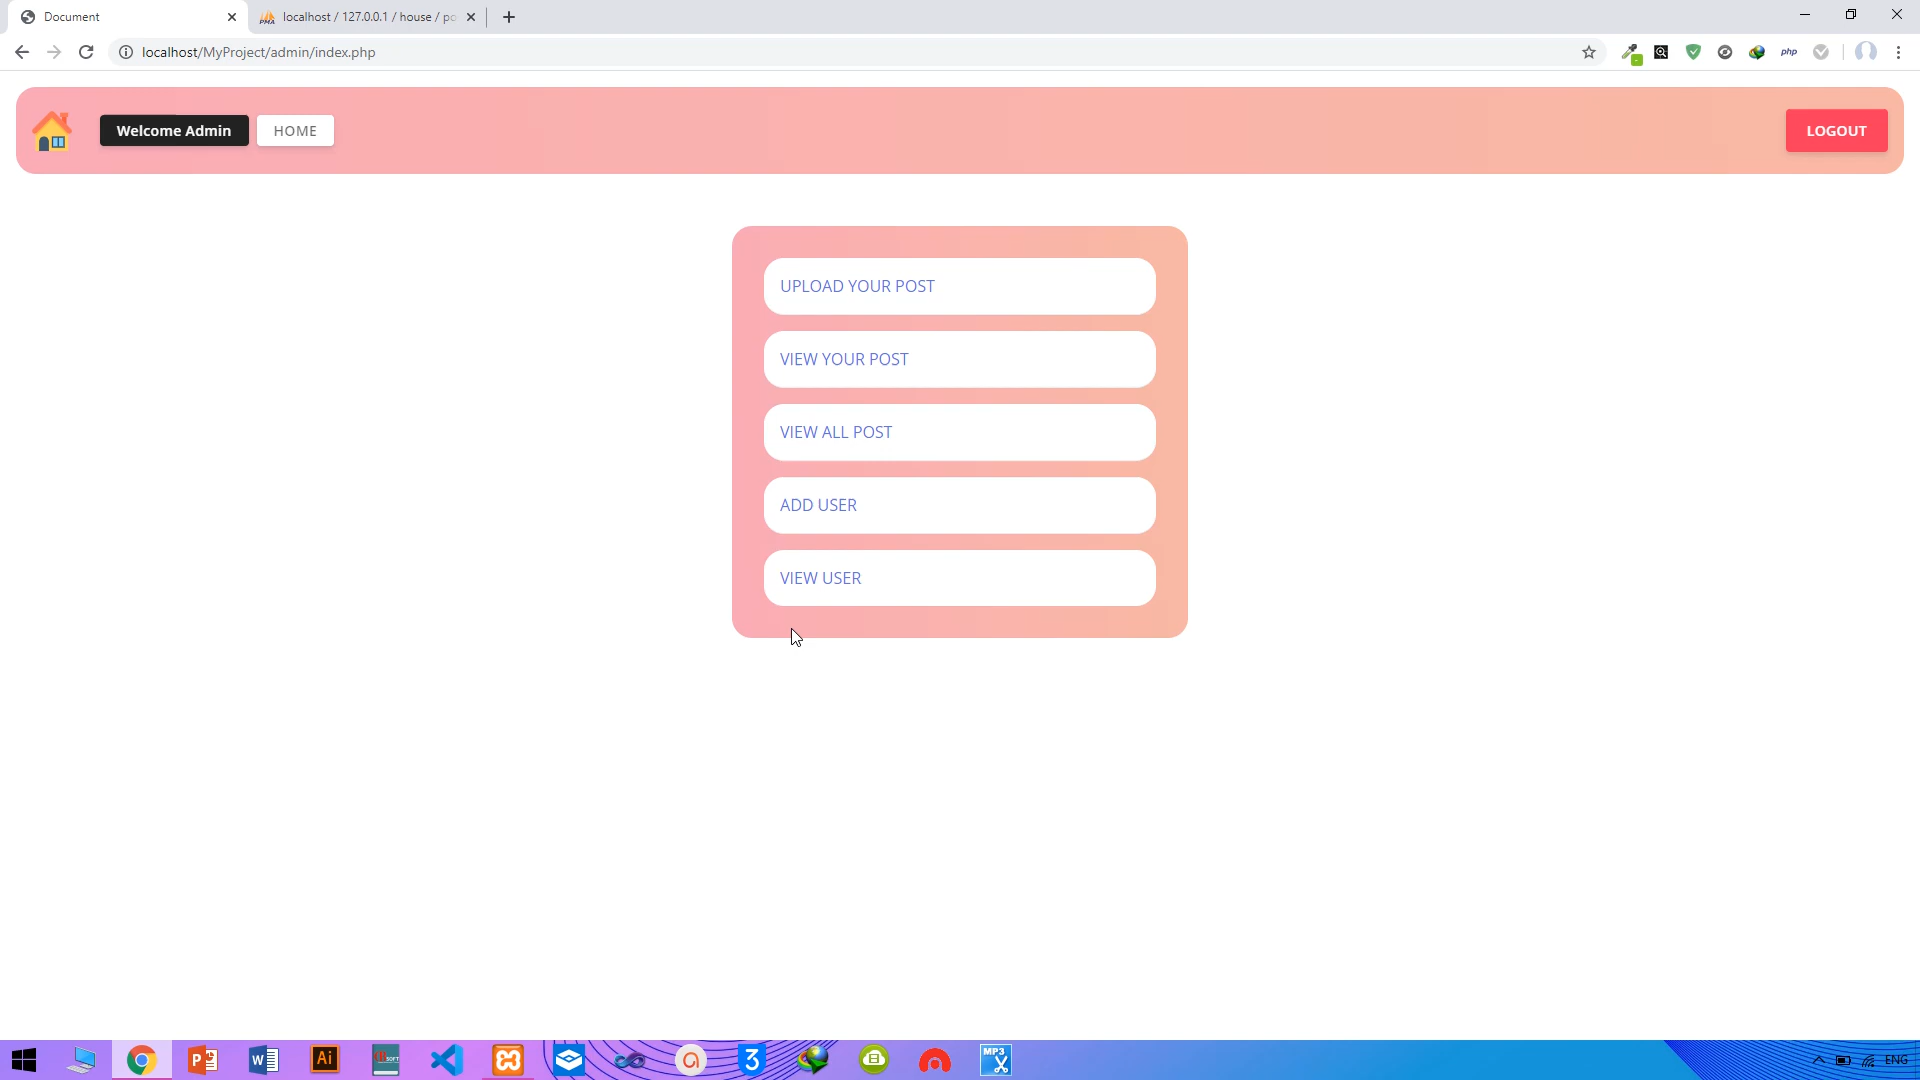 Document
localhost / 127.0.0.1 / house / po
localhost/MyProject/admin/index.php
php
Welcome Admin
HOME
LOGOUT
UPLOAD YOUR POST
VIEW YOUR POST
VIEW ALL POST
ADD USER
VIEW USER
ENG